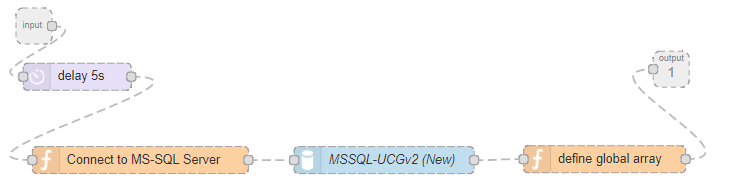 input
delay 5s
output
1
Connect to MS-SQL Server
MSSQL-UCGv2 (New)
define global array